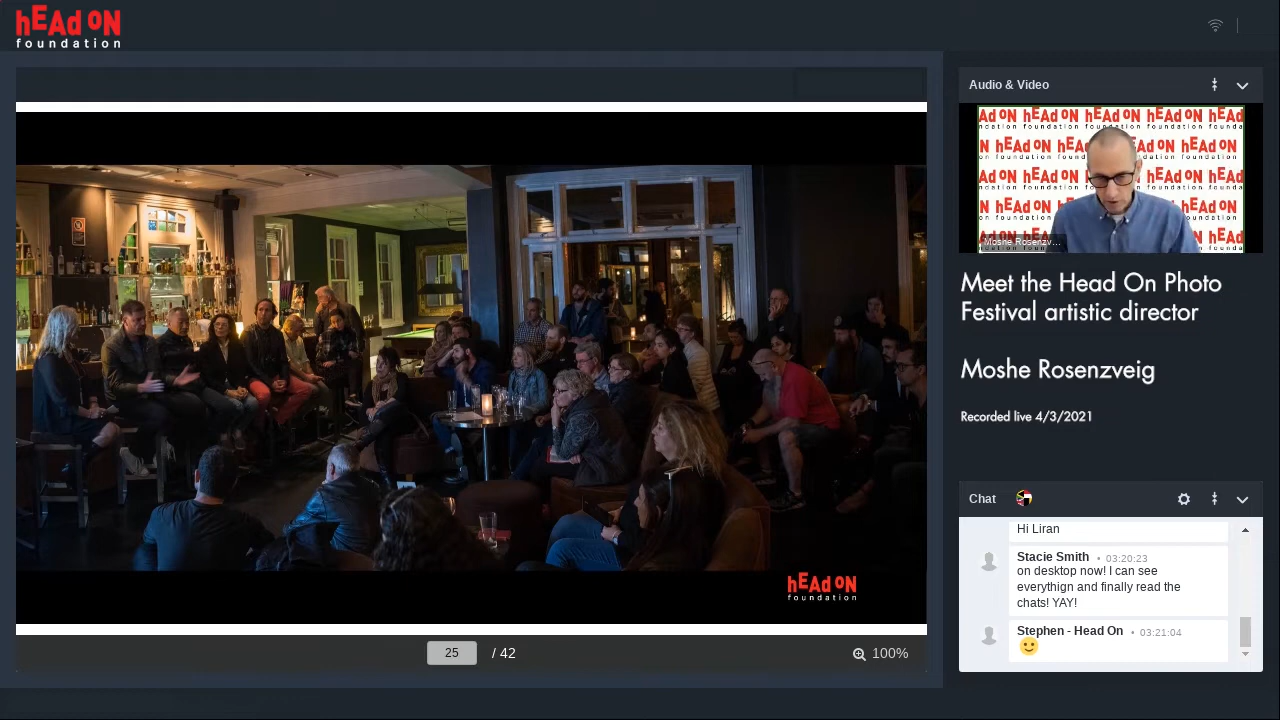 hEAd ON
foundation
Audio & Video
Moshe Rosenzv...
Meet the Head On Photo
Festival artistic director
Moshe Rosenzveig
Recorded live 4/3/2021
Chat
Hi Liran
Stacie Smith • 03:20:23
on desktop now! I can see
everythign and finally read the
chats! YAY!
Stephen - Head On • 03:21:04
hEAd ON
foundation
25 / 42
100%